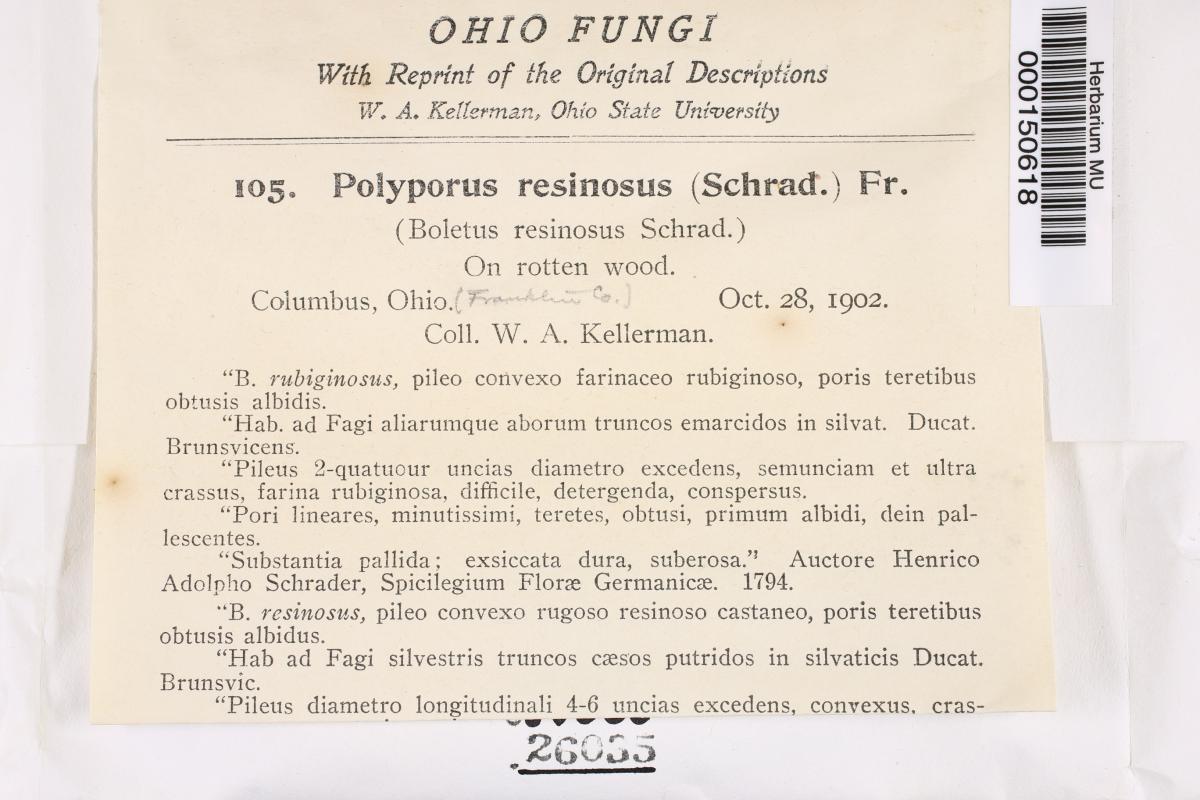 OHIO FUNGI
With Reprint of the Original Descriptions
W. A. Kellerman, Ohio State University
105. Polyporus resinosus (Schrad.) Fr.
(Boletus resinosus Schrad.)
On rotten wood.
Columbus, Ohio. (Franklin Co.) Oct. 28, 1902.
Coll. W. A. Kellerman.
"B. rubiginosus, pileo convexo farinaceo rubiginoso, poris teretibus
obtusis albidis.
"Hab. ad Fagi aliarumque aborum truncos emarcidos in silvat. Ducat.
Brunsvicens.
"Pileus 2-quatuour uncias diametro excedens, semunciam et ultra
crassus, farina rubiginosa, difficile, detergenda, conspersus.
"Pori lineares, minutissimi, teretes, obtusi, primum albidi, dein pal-
lescentes.
"Substantia pallida; exsiccata dura, suberosa." Auctore Henrico
Adolpho Schrader, Spicilegium Floræ Germanicæ. 1794.
"B. resinosus, pileo convexo rugoso resinoso castaneo, poris teretibus
obtusis albidus.
"Hab ad Fagi silvestris truncos cæsos putridos in silvaticis Ducat.
Brunsvic.
"Pileus diametro longitudinali 4-6 uncias excedens, convexus, cras-
26035
Herbarium MU
000150618